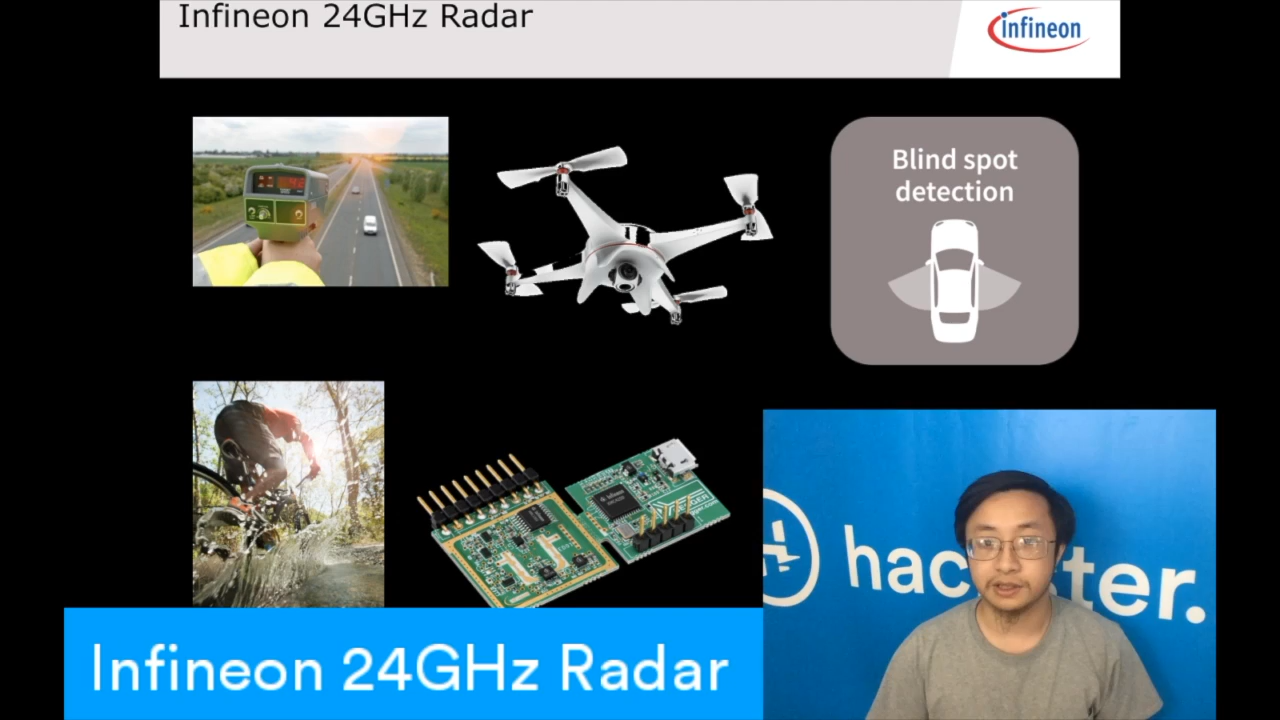 Infineon 24GHz Radar
infineon
Blind spot
detection
hackster.
Infineon 24GHz Radar